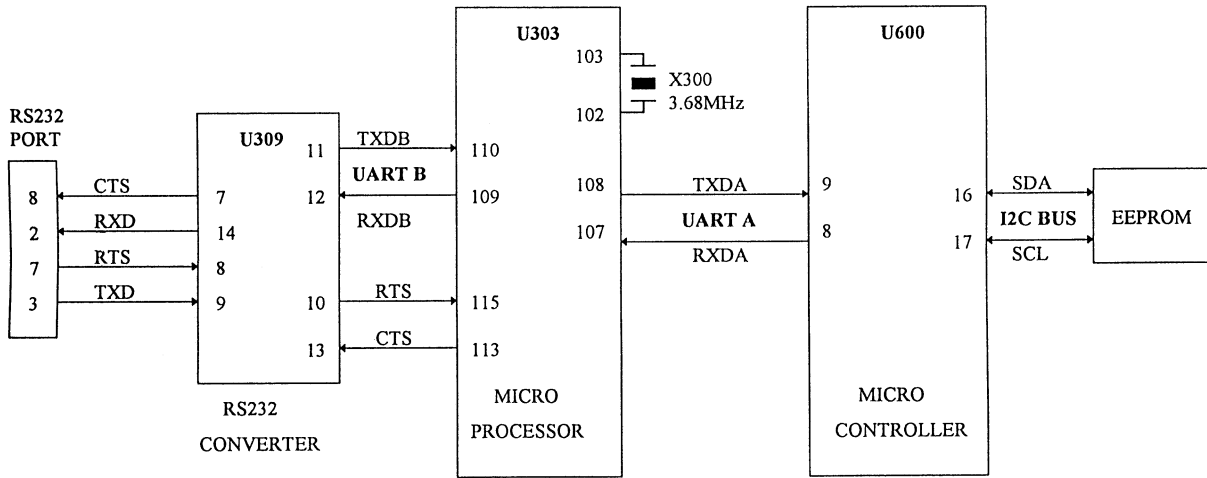 RS232
PORT
8
2
7
3
CTS
RXD
RTS
TXD
U309
7
14
8
9
11
12
10
13
RS232
CONVERTER
TXDB
UART B
RXDB
RTS
CTS
U303
110
109
115
113
103
102
108
107
MICRO
PROCESSOR
X300
3.68MHz
TXDA
UART A
RXDA
U600
9
8
16
17
MICRO
CONTROLLER
SDA
I2C BUS
SCL
EEPROM